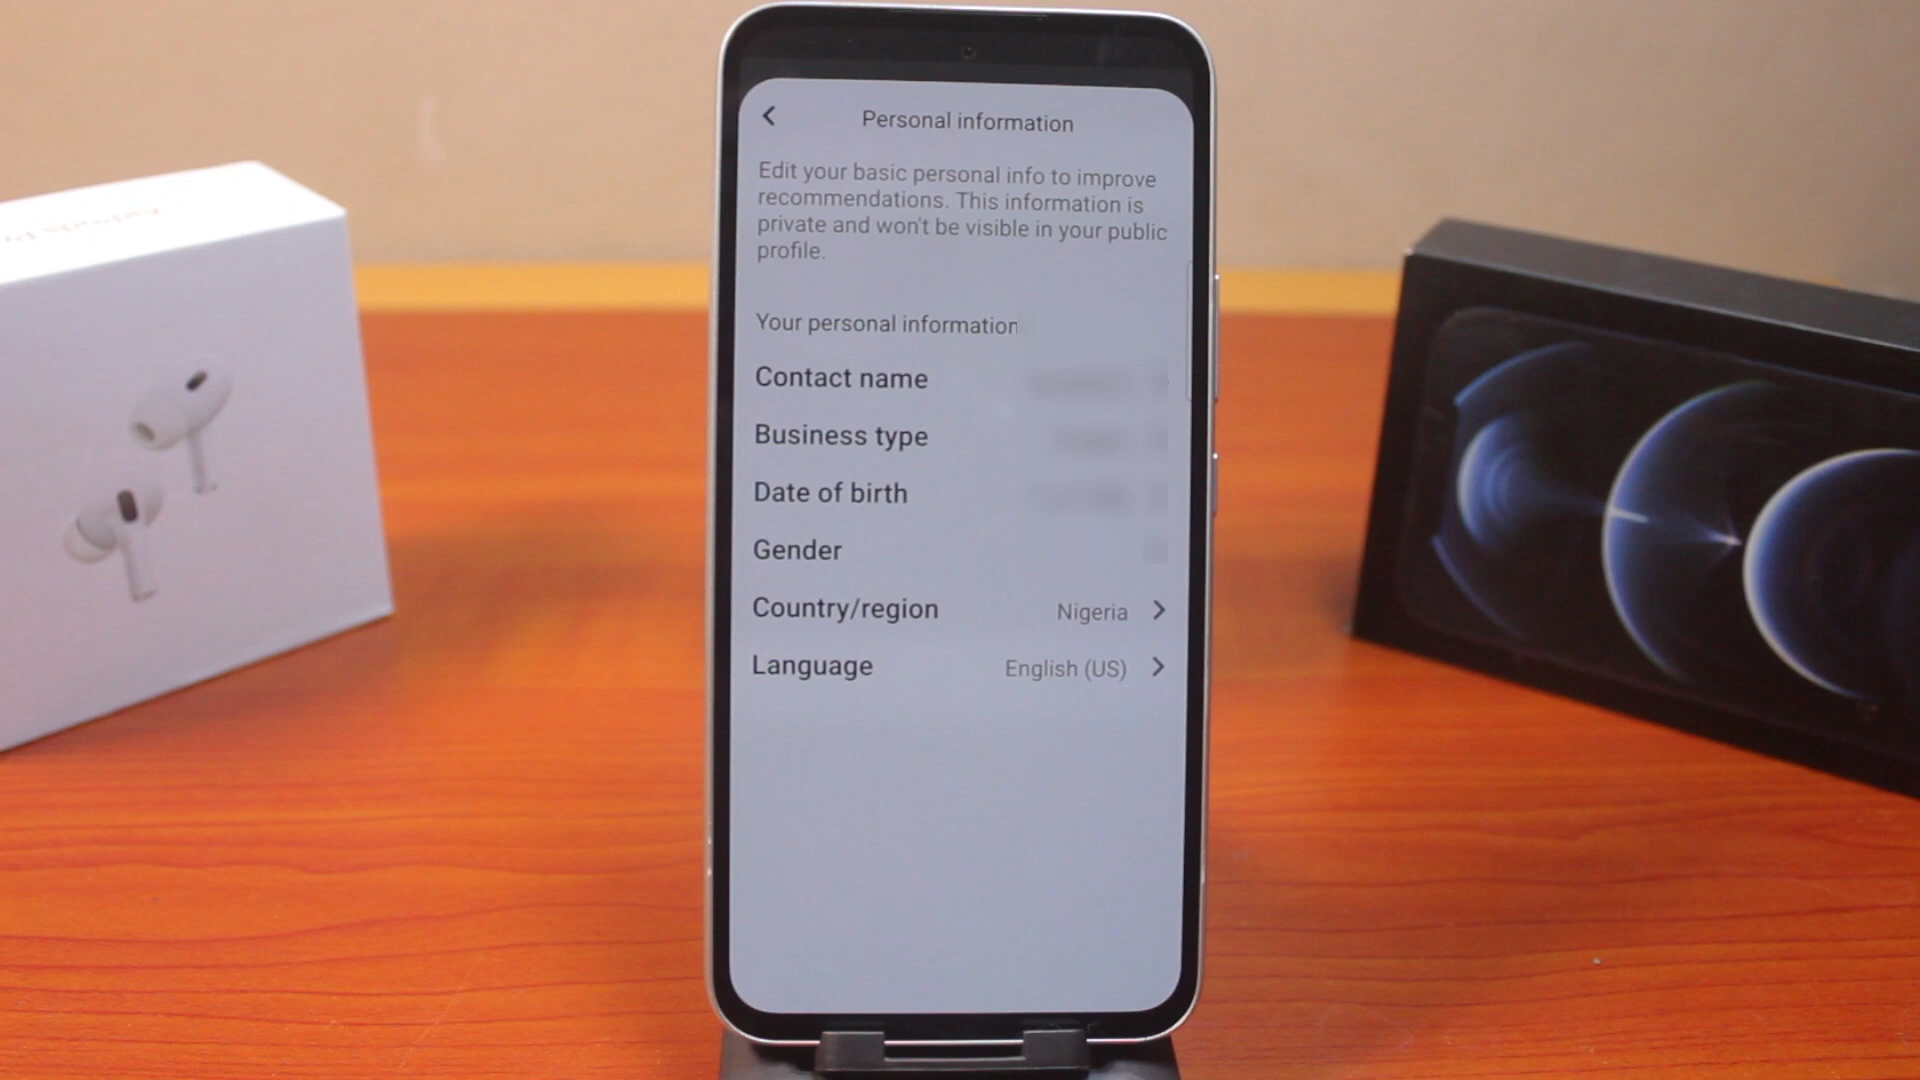 Personal information
Edit your basic personal info to improve
recommendations. This information is
private and won't be visible in your public
profile.
Your personal information
Contact name
Business type
Date of birth
Gender
Country/region Nigeria
Language English (US)